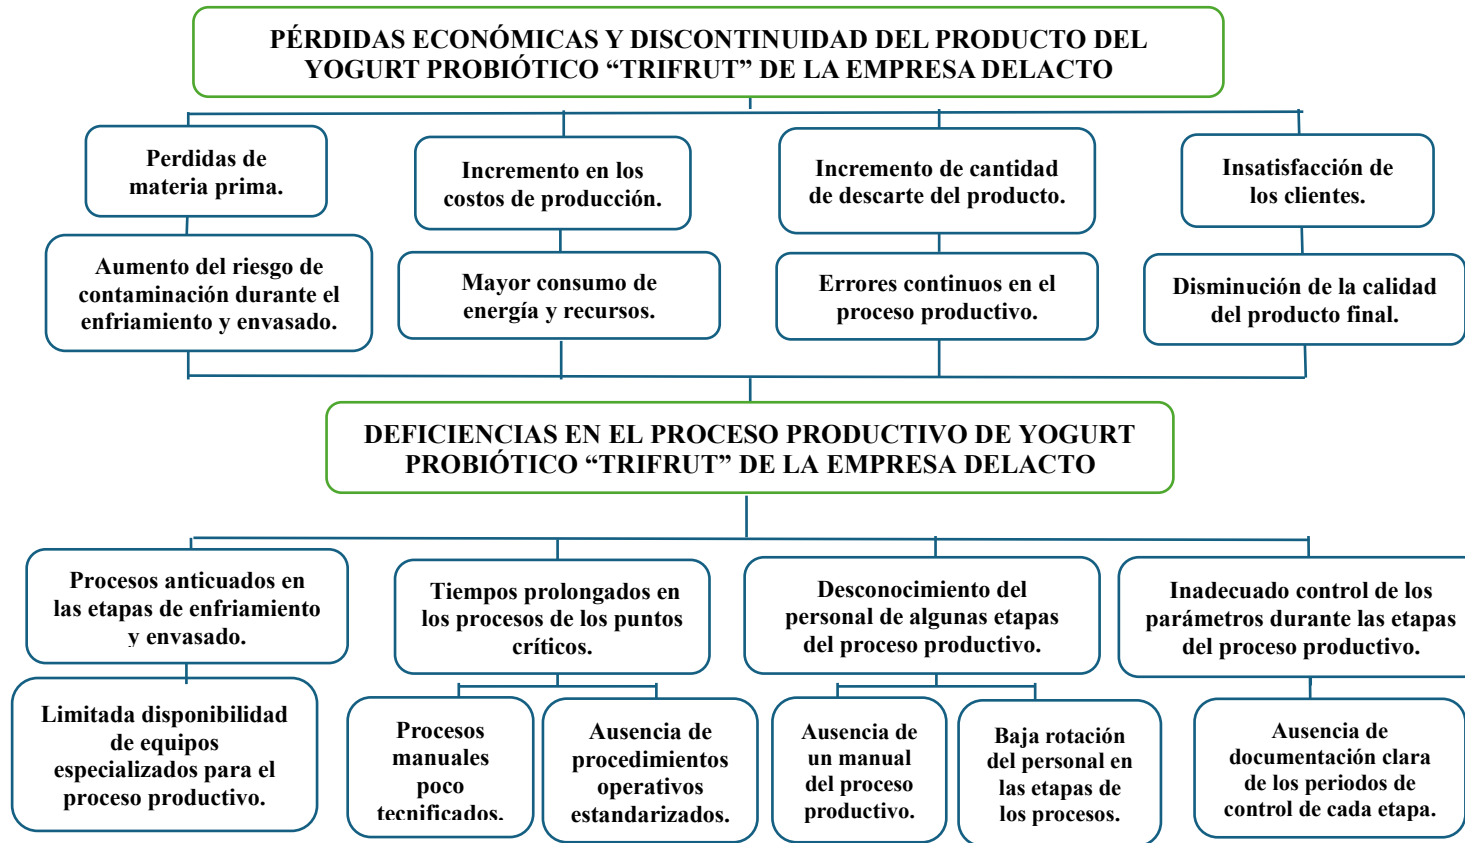 PÉRDIDAS ECONÓMICAS Y DISCONTINUIDAD DEL PRODUCTO DEL
YOGURT PROBIÓTICO “TRIFRUT” DE LA EMPRESA DELACTO
Perdidas de
materia prima.
Incremento en los
costos de producción.
Incremento de cantidad
de descarte del producto.
Insatisfacción de
los clientes.
Aumento del riesgo de
contaminación durante el
enfriamiento y envasado.
Mayor consumo de
energía y recursos.
Errores continuos en el
proceso productivo.
Disminución de la calidad
del producto final.
DEFICIENCIAS EN EL PROCESO PRODUCTIVO DE YOGURT
PROBIÓTICO “TRIFRUT” DE LA EMPRESA DELACTO
Procesos anticuados en
las etapas de enfriamiento
y envasado.
Tiempos prolongados en
los procesos de los puntos
críticos.
Desconocimiento del
personal de algunas etapas
del proceso productivo.
Inadecuado control de los
parámetros durante las etapas
del proceso productivo.
Limitada disponibilidad
de equipos
especializados para el
proceso productivo.
Procesos
manuales
poco
tecnificados.
Ausencia de
procedimientos
operativos
estandarizados.
Ausencia de
un manual
del proceso
productivo.
Baja rotación
del personal en
las etapas de
los procesos.
Ausencia de
documentación clara
de los periodos de
control de cada etapa.